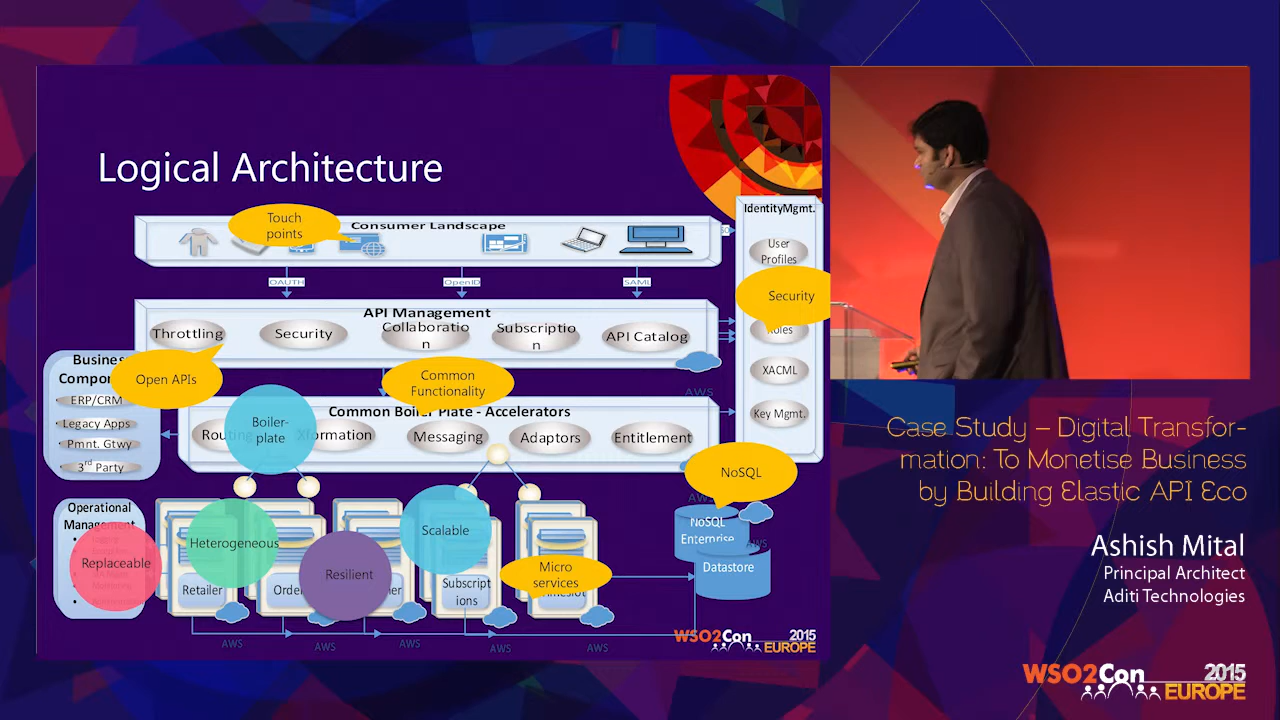 Logical Architecture
Touch
points
Consumer Landscape
OAUTH
OpenID
SAML
IdentityMgmt.
User
Profiles
Security
Roles
XACML
Key Mgmt.
API Management
Throttling
Security
Collaboratio
n
Subscriptio
n
API Catalog
AWS
Open APIs
Common
Functionality
Business
ERP/CRM
Legacy Apps
Pmnt. Gtwy
3rd Party
Common Boiler Plate - Accelerators
Boiler-
plate
Messaging
Adaptors
Entitlement
NoSQL
AWS
NoSQL
Enterprise
AWS
Datastore
Operational
Management
Replaceable
Heterogeneous
Resilient
Scalable
Micro
services
Retailer
Subscript
ions
AWS
AWS
AWS
AWS
AWS
WSO2Con
2015
EUROPE
Case Study – Digital Transfor-
mation: To Monetise Business
by Building Elastic API Eco
Ashish Mital
Principal Architect
Aditi Technologies
WSO2Con
2015
EUROPE